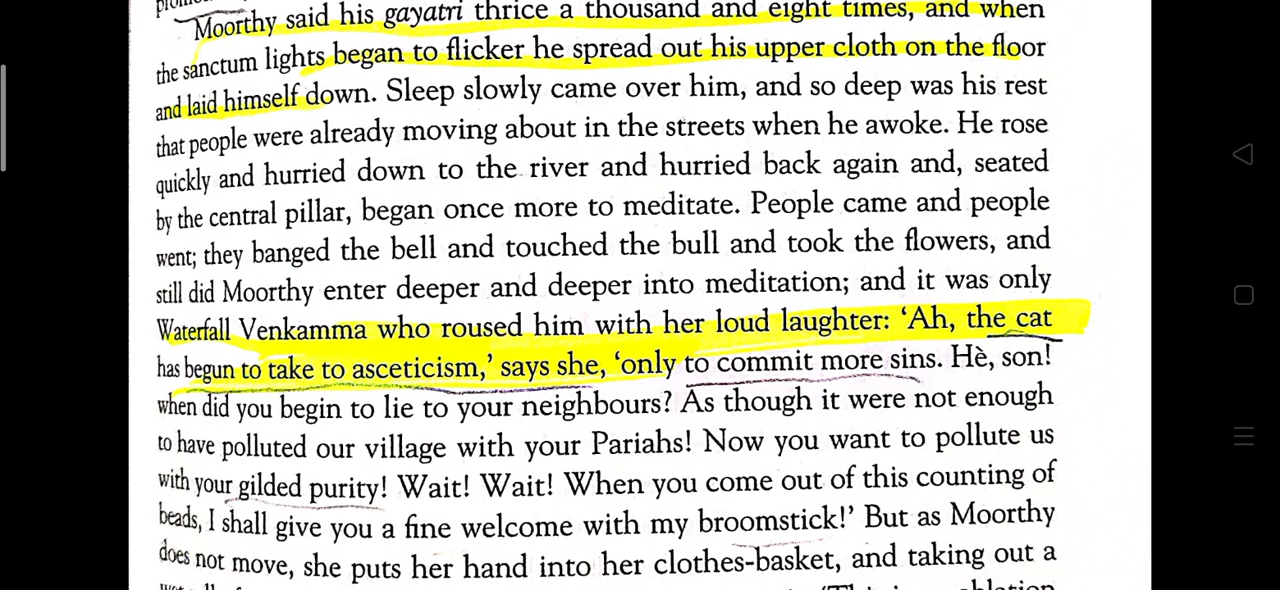 Moorthy said his gayatri thrice a thousand and eight times, and when
the sanctum lights began to flicker he spread out his upper cloth on the floor
and laid himself down. Sleep slowly came over him, and so deep was his rest
that people were already moving about in the streets when he awoke. He rose
quickly and hurried down to the river and hurried back again and, seated
by the central pillar, began once more to meditate. People came and people
went; they banged the bell and touched the bull and took the flowers, and
still did Moorthy enter deeper and deeper into meditation; and it was only
Waterfall Venkamma who roused him with her loud laughter: ‘Ah, the cat
has begun to take to asceticism,’ says she, ‘only to commit more sins. Hè, son!
when did you begin to lie to your neighbours? As though it were not enough
to have polluted our village with your Pariahs! Now you want to pollute us
with your gilded purity! Wait! Wait! When you come out of this counting of
beads, I shall give you a fine welcome with my broomstick!’ But as Moorthy
does not move, she puts her hand into her clothes-basket, and taking out a